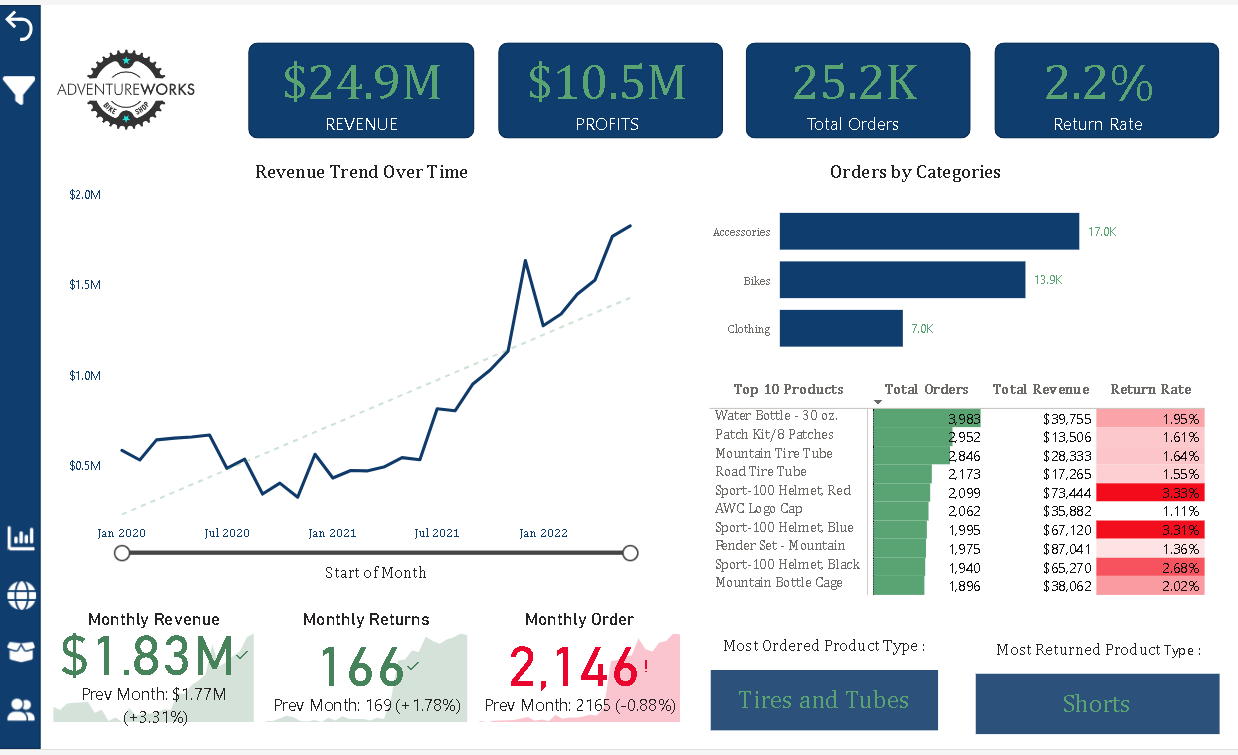 ADVENTUREWORKS
BIKE SHOP
$24.9M
REVENUE
$10.5M
PROFITS
25.2K
Total Orders
2.2%
Return Rate
Revenue Trend Over Time
$2.0M
$1.5M
$1.0M
$0.5M
Jan 2020 Jul 2020 Jan 2021 Jul 2021 Jan 2022
Start of Month
Orders by Categories
Accessories 17.0K
Bikes 13.9K
Clothing 7.0K
Top 10 Products Total Orders Total Revenue Return Rate
Water Bottle - 30 oz. 3,983 $39,755 1.95%
Patch Kit/8 Patches 2,952 $13,506 1.61%
Mountain Tire Tube 2,846 $28,333 1.64%
Road Tire Tube 2,173 $17,265 1.55%
Sport-100 Helmet, Red 2,099 $73,444 3.33%
AWC Logo Cap 2,062 $35,882 1.11%
Sport-100 Helmet, Blue 1,995 $67,120 3.31%
Fender Set - Mountain 1,975 $87,041 1.36%
Sport-100 Helmet, Black 1,940 $65,270 2.68%
Mountain Bottle Cage 1,896 $38,062 2.02%
Monthly Revenue
$1.83M
Prev Month: $1.77M
(+3.31%)
Monthly Returns
166
Prev Month: 169 (+1.78%)
Monthly Order
2,146!
Prev Month: 2165 (-0.88%)
Most Ordered Product Type :
Tires and Tubes
Most Returned Product Type :
Shorts